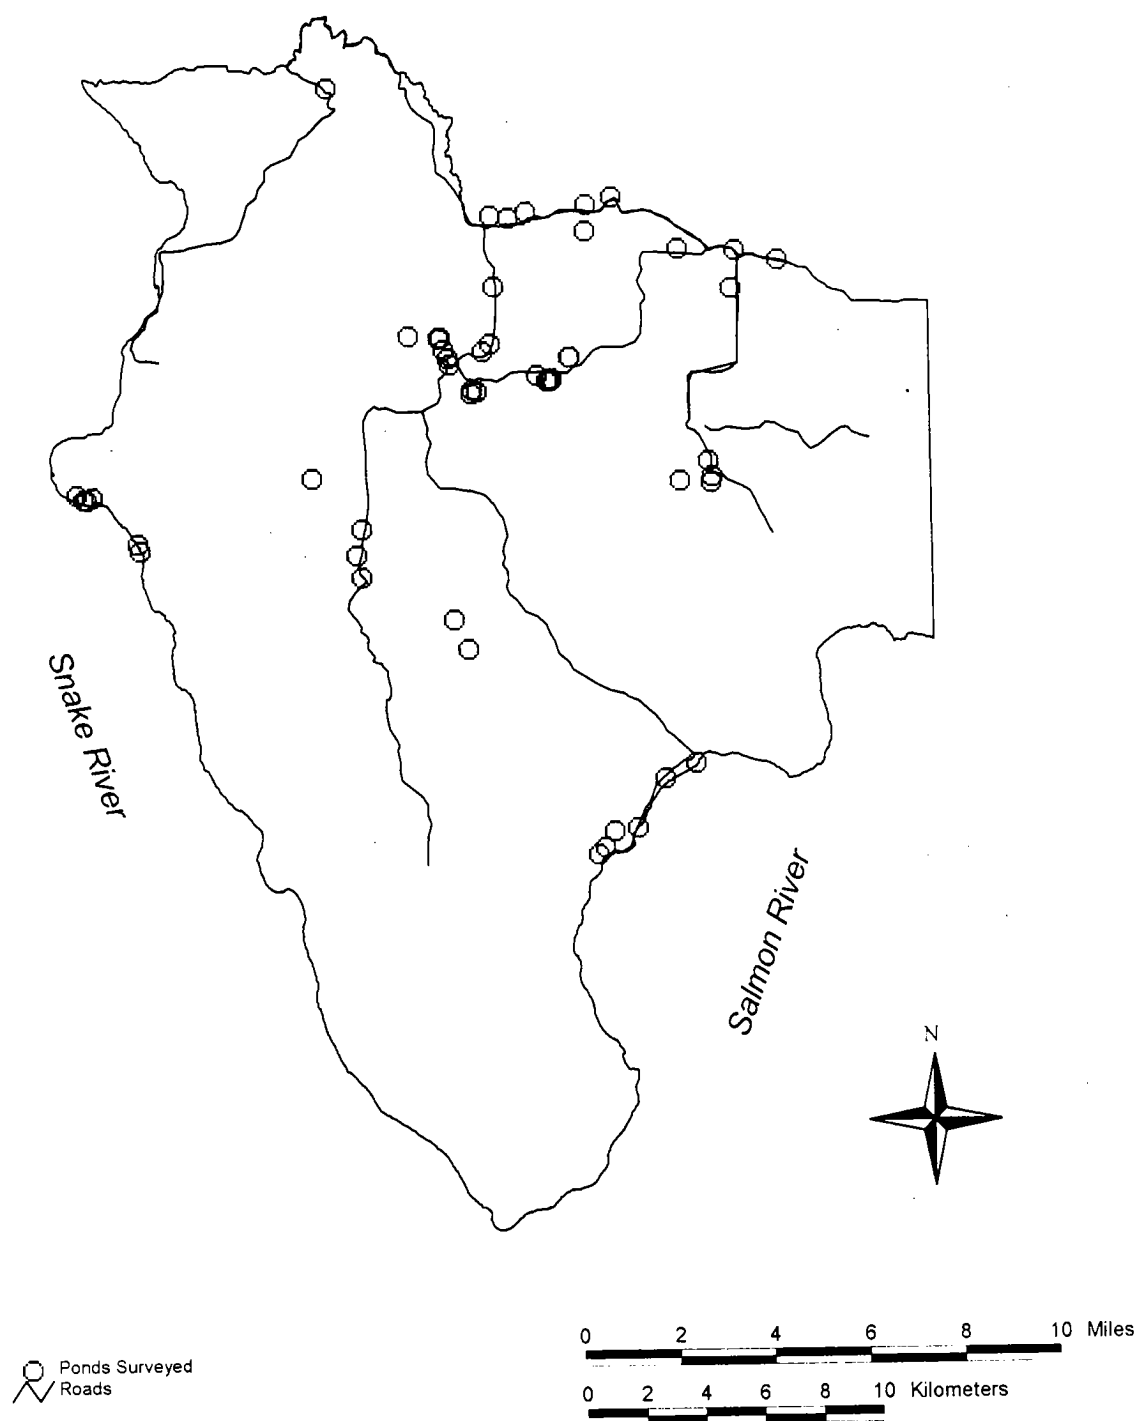 Snake River
Salmon River
N
0 2 4 6 8 10 Miles
Ponds Surveyed
Roads
0 2 4 6 8 10 Kilometers